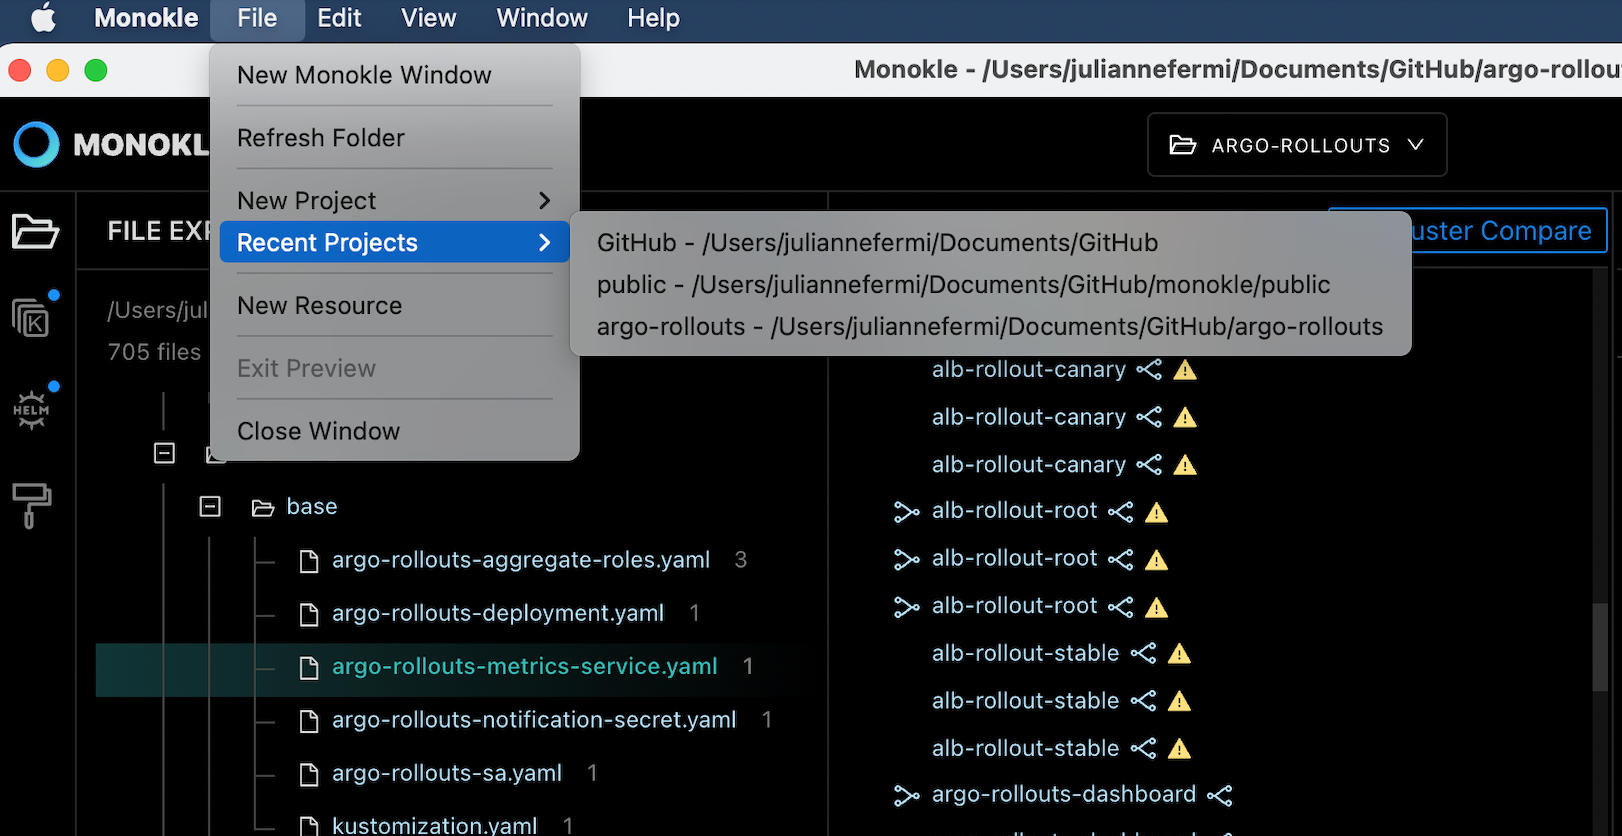 Monokle File Edit View Window Help
Monokle - /Users/juliannefermi/Documents/GitHub/argo-rollou
MONOKL
ARGO-ROLLOUTS
New Monokle Window
Refresh Folder
New Project
Recent Projects
New Resource
Exit Preview
Close Window
GitHub - /Users/juliannefermi/Documents/GitHub
public - /Users/juliannefermi/Documents/GitHub/monokle/public
argo-rollouts - /Users/juliannefermi/Documents/GitHub/argo-rollouts
FILE EXP
uster Compare
/Users/jul
705 files
K
HELM
base
argo-rollouts-aggregate-roles.yaml 3
argo-rollouts-deployment.yaml 1
argo-rollouts-metrics-service.yaml 1
argo-rollouts-notification-secret.yaml 1
argo-rollouts-sa.yaml 1
kustomization.yaml 1
alb-rollout-canary
alb-rollout-canary
alb-rollout-canary
alb-rollout-root
alb-rollout-root
alb-rollout-root
alb-rollout-stable
alb-rollout-stable
alb-rollout-stable
argo-rollouts-dashboard